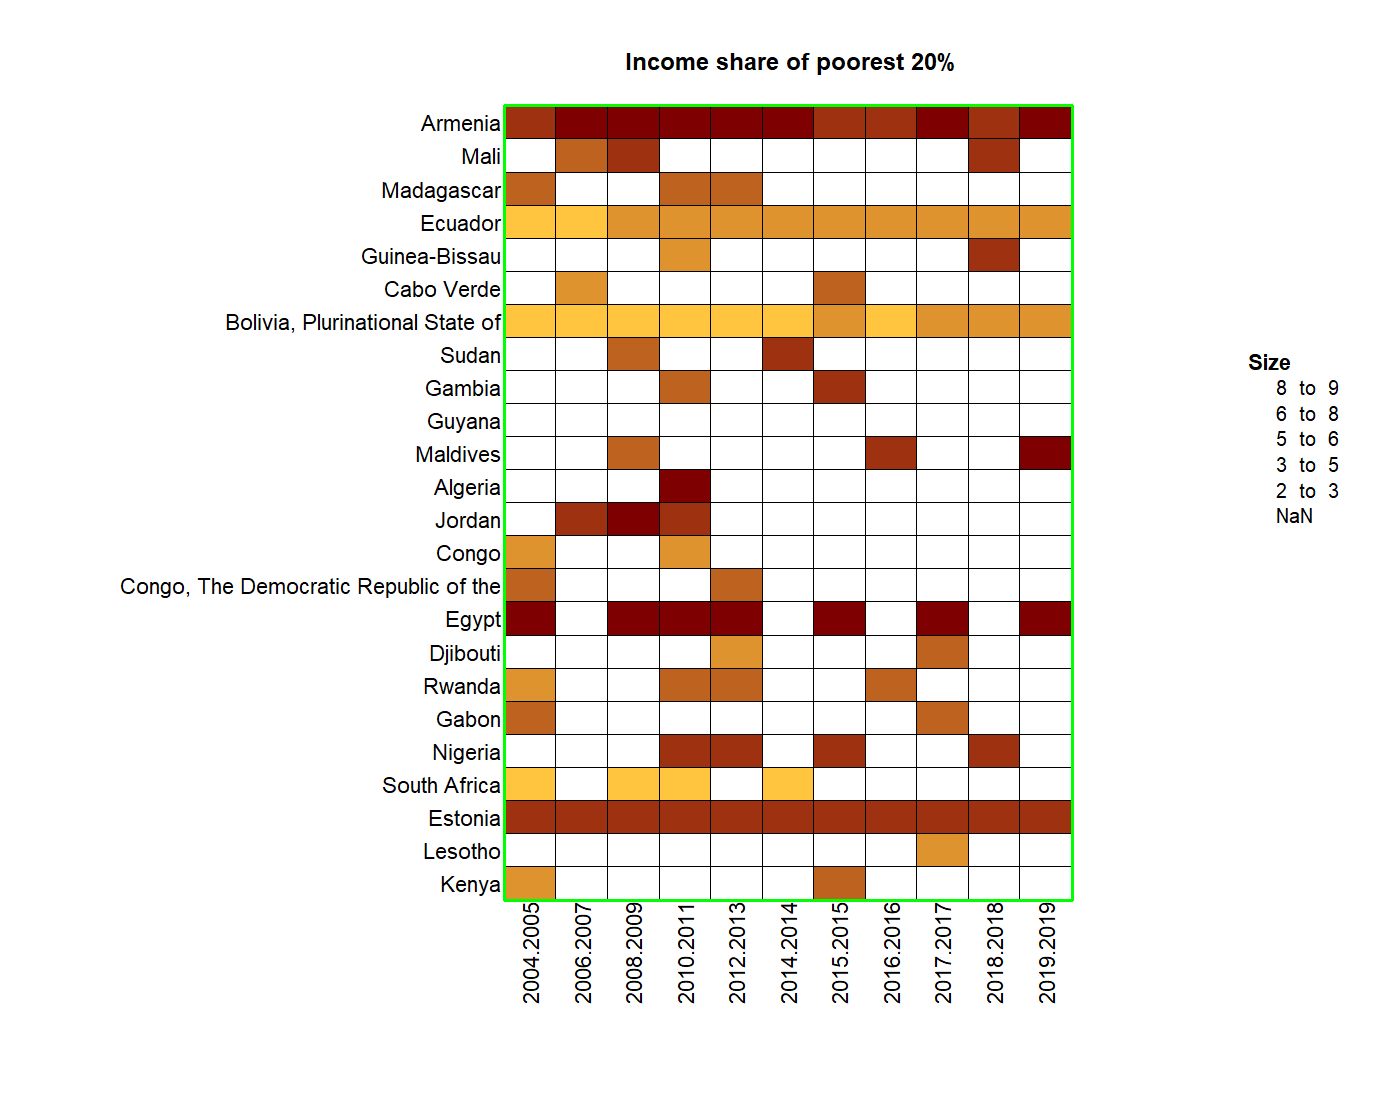 Income share of poorest 20%
Armenia
Mali
Madagascar
Ecuador
Guinea-Bissau
Cabo Verde
Bolivia, Plurinational State of
Sudan
Gambia
Guyana
Maldives
Algeria
Jordan
Congo
Congo, The Democratic Republic of the
Egypt
Djibouti
Rwanda
Gabon
Nigeria
South Africa
Estonia
Lesotho
Kenya
2004.2005
2006.2007
2008.2009
2010.2011
2012.2013
2014.2014
2015.2015
2016.2016
2017.2017
2018.2018
2019.2019
Size
8 to 9
6 to 8
5 to 6
3 to 5
2 to 3
NaN